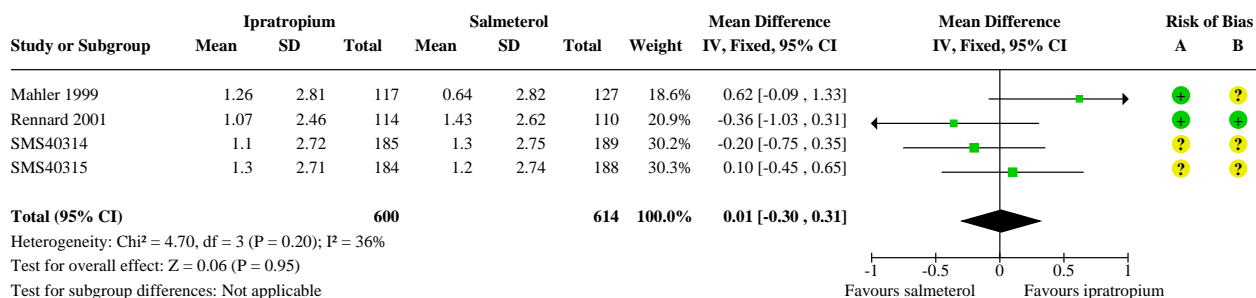 Ipratropium Salmeterol Mean Difference Mean Difference Risk of Bias
Study or Subgroup Mean SD Total Mean SD Total Weight IV, Fixed, 95% CI IV, Fixed, 95% CI A B
Mahler 1999 1.26 2.81 117 0.64 2.82 127 18.6% 0.62 [-0.09 , 1.33] + ?
Rennard 2001 1.07 2.46 114 1.43 2.62 110 20.9% -0.36 [-1.03 , 0.31] + +
SMS40314 1.1 2.72 185 1.3 2.75 189 30.2% -0.20 [-0.75 , 0.35] ? ?
SMS40315 1.3 2.71 184 1.2 2.74 188 30.3% 0.10 [-0.45 , 0.65] ? ?
Total (95% CI) 600 614 100.0% 0.01 [-0.30 , 0.31]
Heterogeneity: Chi² = 4.70, df = 3 (P = 0.20); I² = 36%
Test for overall effect: Z = 0.06 (P = 0.95) -1 -0.5 0 0.5 1
Test for subgroup differences: Not applicable Favours salmeterol Favours ipratropium